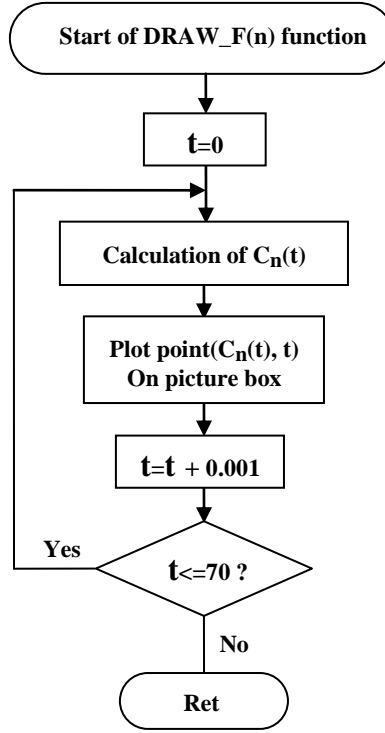 Start of DRAW_F(n) function
t=0
Calculation of Cn(t)
Plot point(Cn(t), t)
On picture box
t=t + 0.001
Yes
t<=70 ?
No
Ret